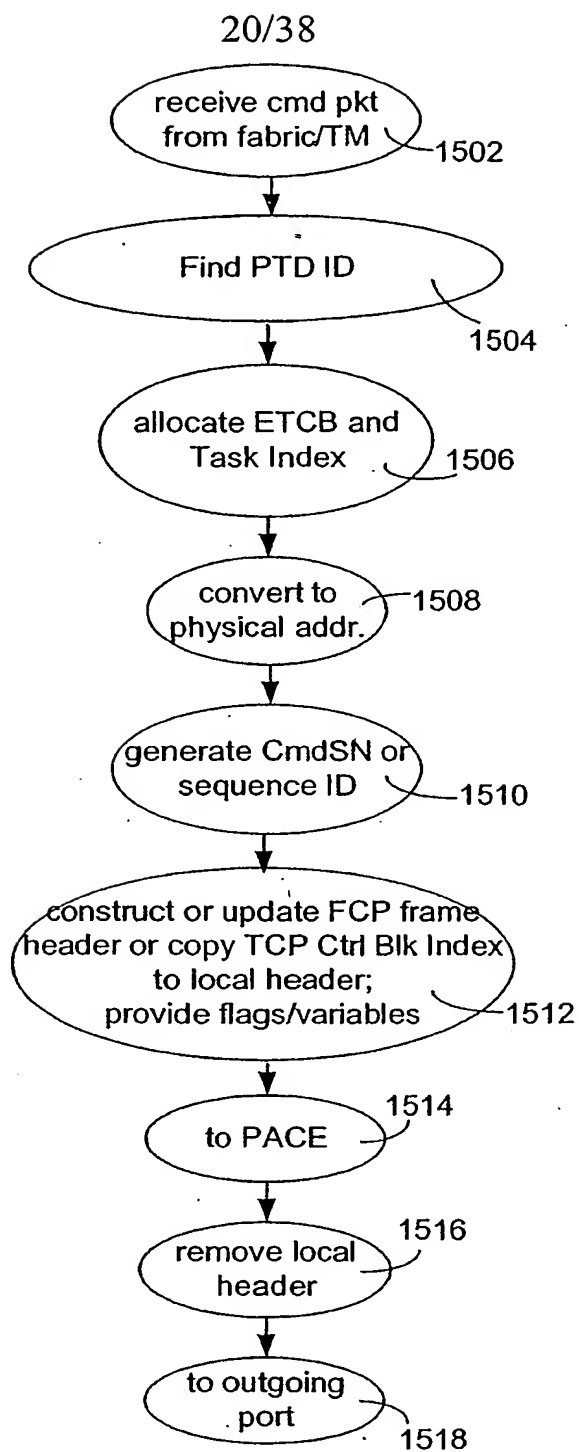 20/38
receive cmd pkt
from fabric/TM
1502
Find PTD ID
1504
allocate ETCB and
Task Index
1506
convert to
physical addr.
1508
generate CmdSN or
sequence ID
1510
construct or update FCP frame
header or copy TCP Ctrl Blk Index
to local header;
provide flags/variables
1512
to PACE
1514
remove local
header
1516
to outgoing
port
1518